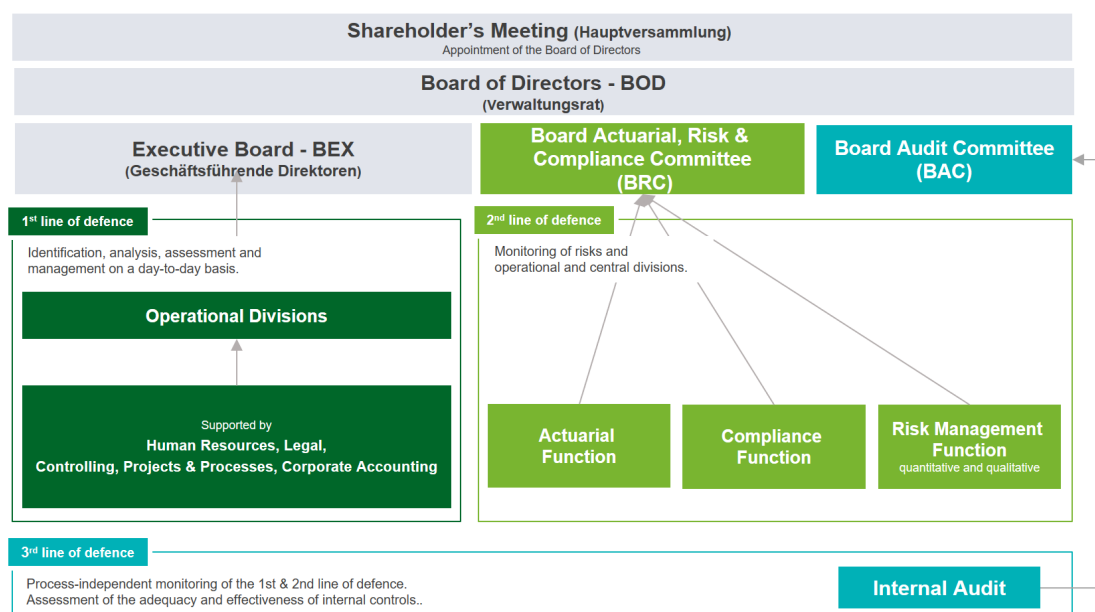 Shareholder's Meeting (Hauptversammlung)
Appointment of the Board of Directors
Board of Directors - BOD
(Verwaltungsrat)
Executive Board - BEX
(Geschäftsführende Direktoren)
Board Actuarial, Risk &
Compliance Committee
(BRC)
Board Audit Committee
(BAC)
1st line of defence
Identification, analysis, assessment and
management on a day-to-day basis.
Operational Divisions
Supported by
Human Resources, Legal,
Controlling, Projects & Processes, Corporate Accounting
2nd line of defence
Monitoring of risks and
operational and central divisions.
Actuarial
Function
Compliance
Function
Risk Management
Function
quantitative and qualitative
3rd line of defence
Process-independent monitoring of the 1st & 2nd line of defence.
Assessment of the adequacy and effectiveness of internal controls..
Internal Audit